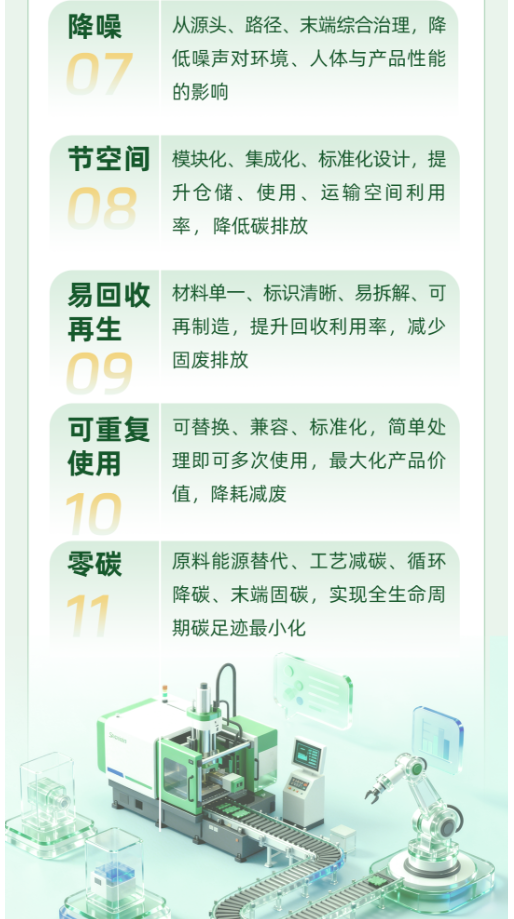 降噪
07
从源头、路径、末端综合治理，降
低噪声对环境、人体与产品性能
的影响
节空间
08
模块化、集成化、标准化设计，提
升仓储、使用、运输空间利用
率，降低碳排放
易回收
再生
09
材料单一、标识清晰、易拆解、可
再制造，提升回收利用率，减少
固废排放
可重复
使用
10
可替换、兼容、标准化，简单处
理即可多次使用，最大化产品价
值，降耗减废
零碳
11
原料能源替代、工艺减碳、循环
降碳、末端固碳，实现全生命周
期碳足迹最小化